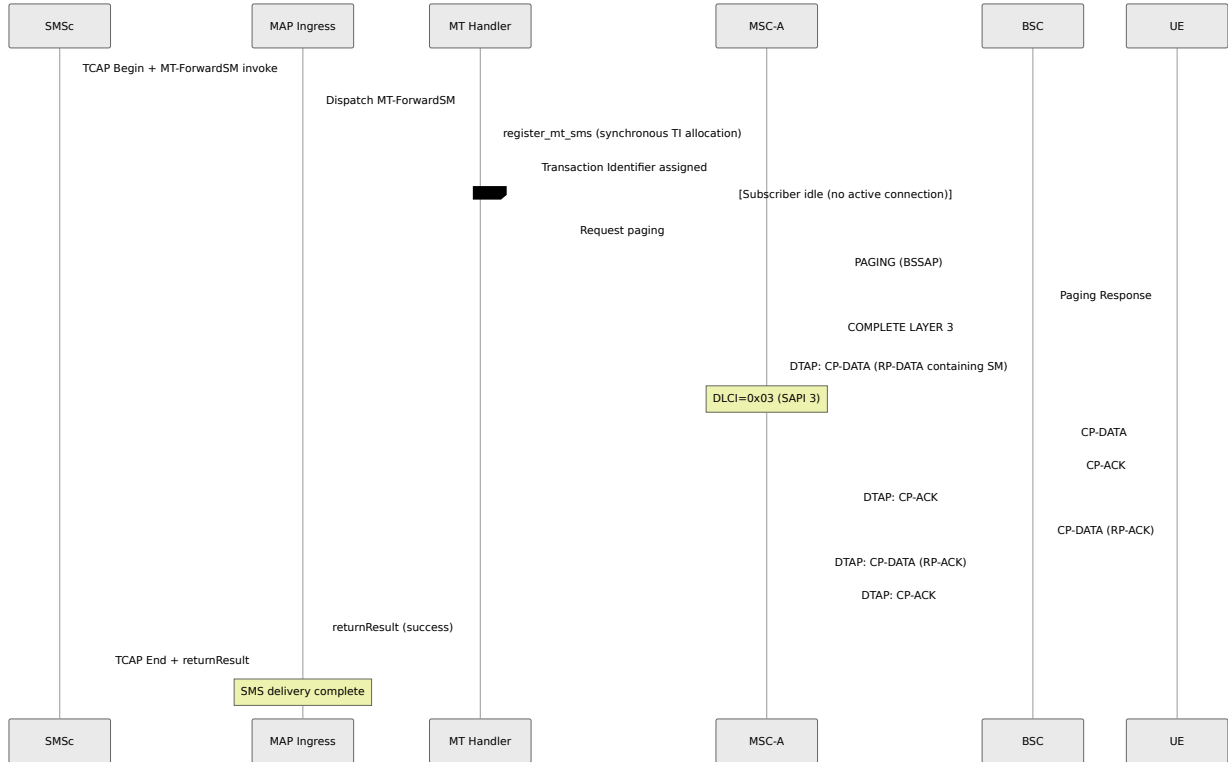 SMSc
MAP Ingress
MT Handler
MSC-A
BSC
UE
TCAP Begin + MT-ForwardSM invoke
Dispatch MT-ForwardSM
register_mt_sms (synchronous TI allocation)
Transaction Identifier assigned
[Subscriber idle (no active connection)]
Request paging
PAGING (BSSAP)
Paging Response
COMPLETE LAYER 3
DTAP: CP-DATA (RP-DATA containing SM)
DLCI=0x03 (SAPI 3)
CP-DATA
CP-ACK
DTAP: CP-ACK
CP-DATA (RP-ACK)
DTAP: CP-DATA (RP-ACK)
DTAP: CP-ACK
returnResult (success)
TCAP End + returnResult
SMS delivery complete
SMSc
MAP Ingress
MT Handler
MSC-A
BSC
UE